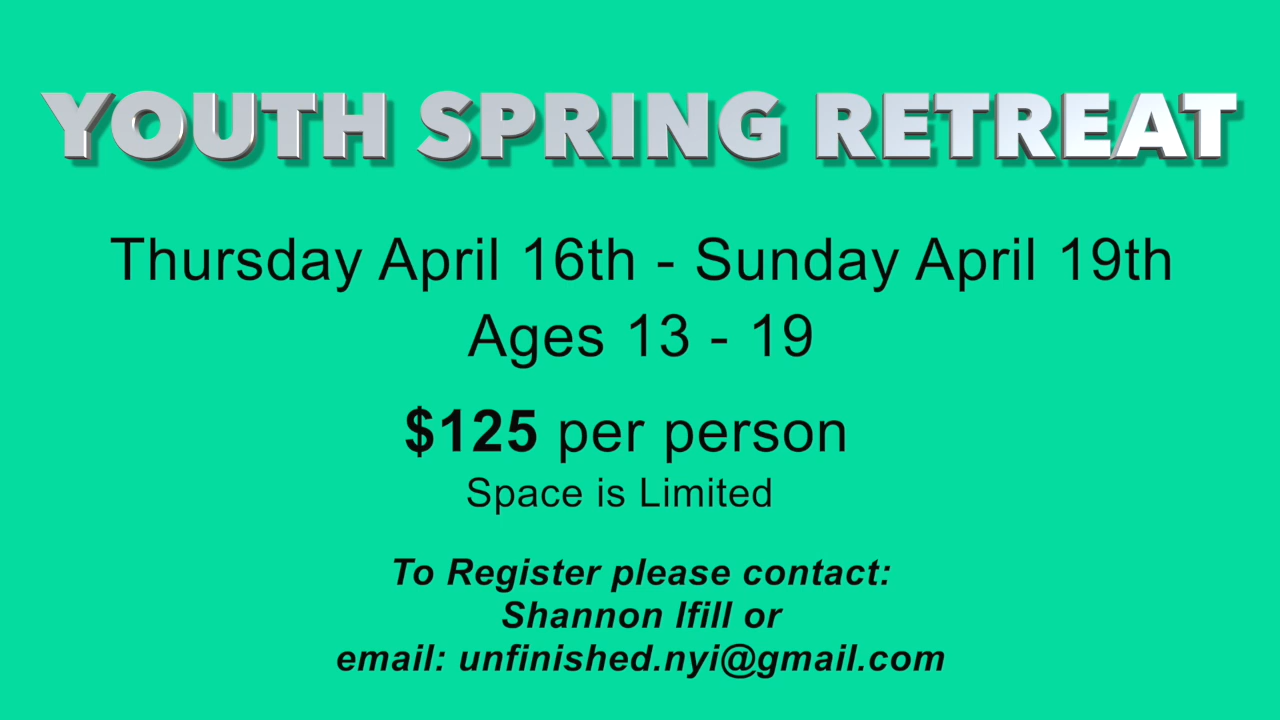 YOUTH SPRING RETREAT
Thursday April 16th - Sunday April 19th
Ages 13 - 19
$125 per person
Space is Limited
To Register please contact:
Shannon Ifill or
email: unfinished.nyi@gmail.com